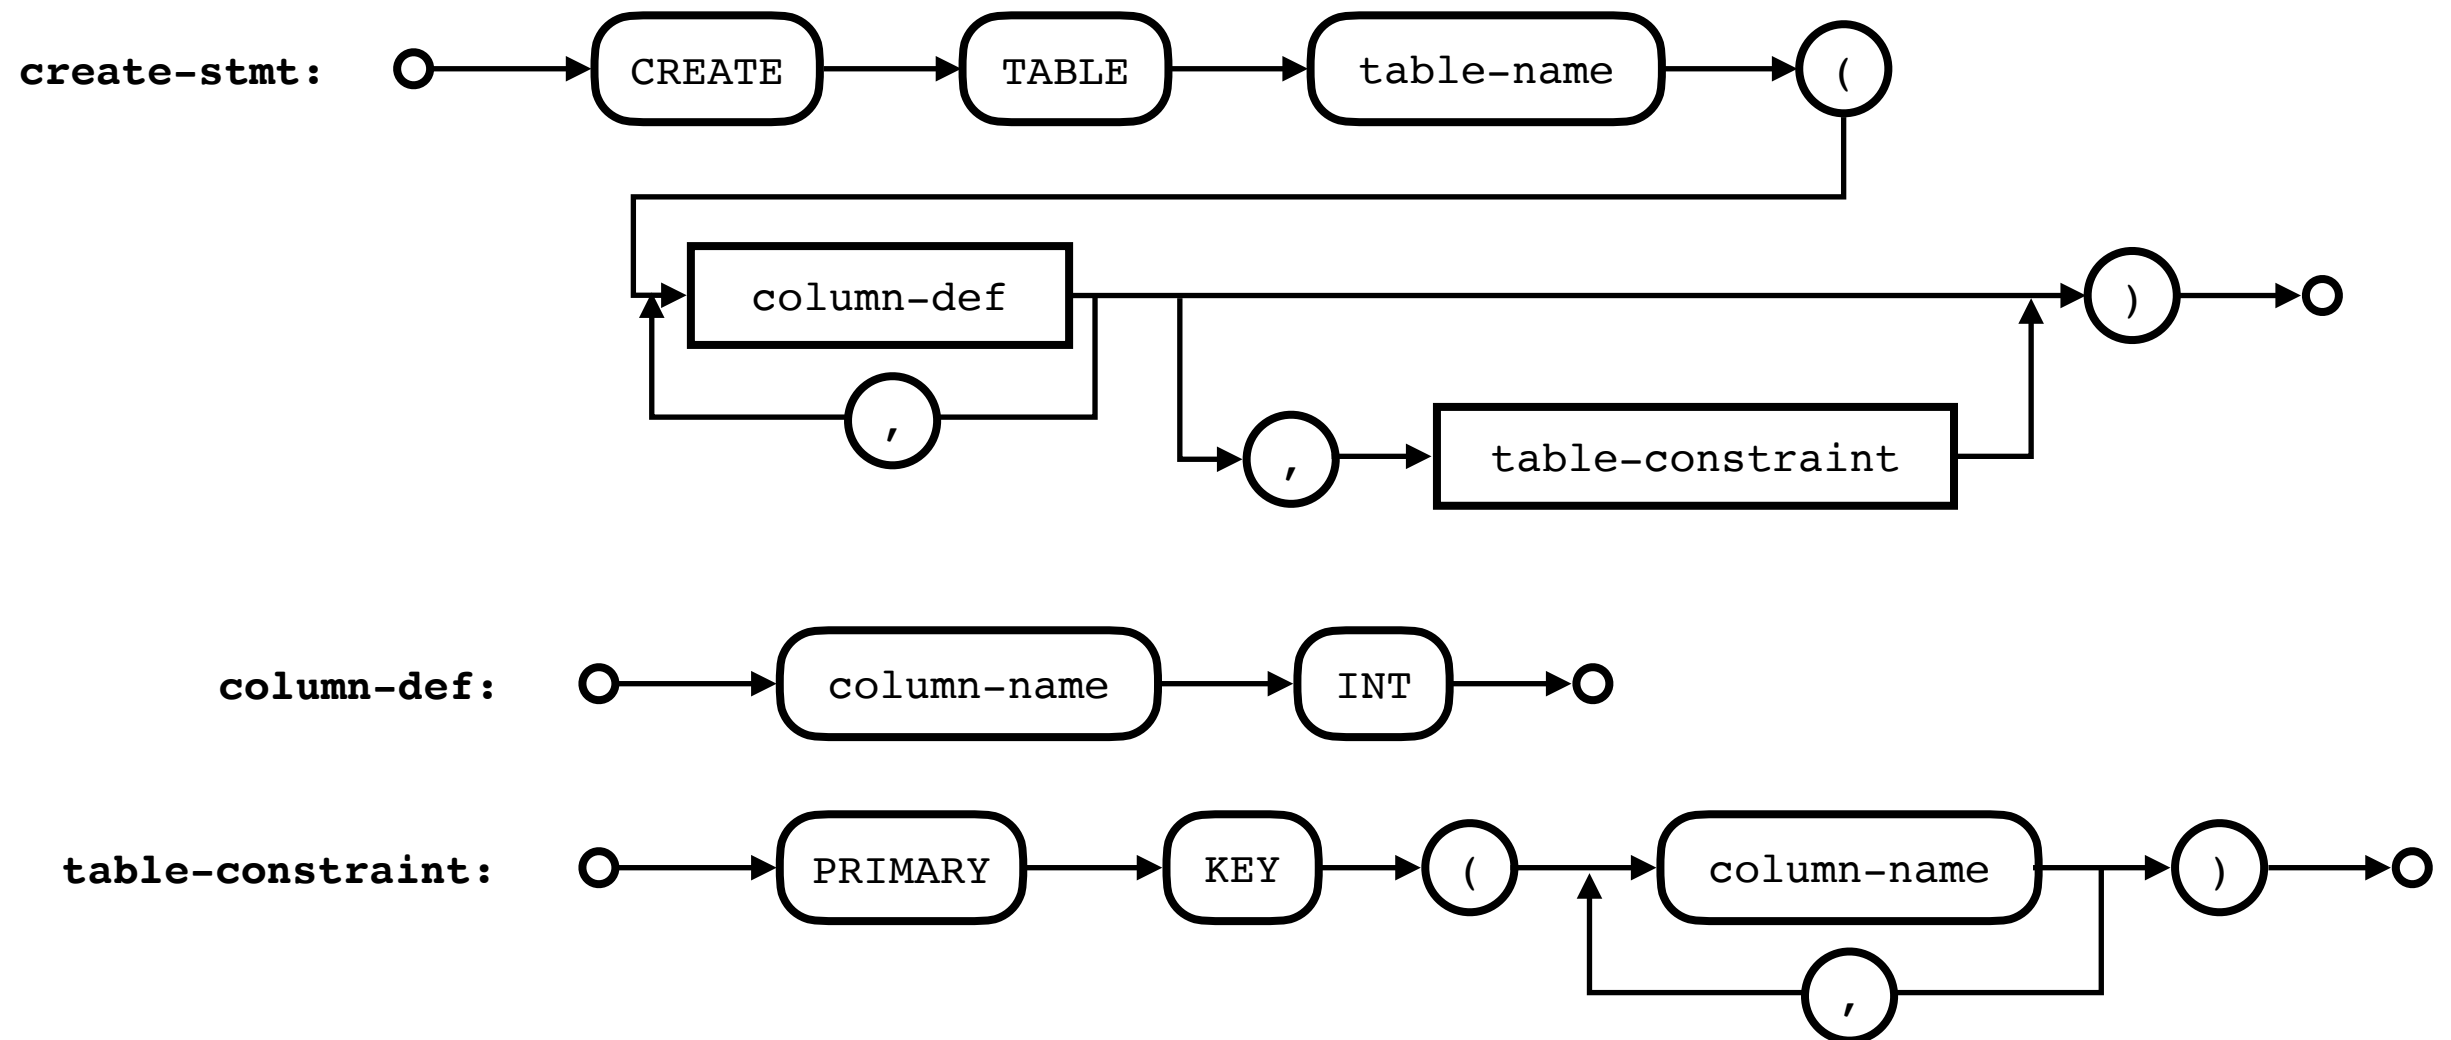 create-stmt: CREATE TABLE table-name (
column-def )
,
, table-constraint
column-def: column-name INT
table-constraint: PRIMARY KEY ( column-name )
,